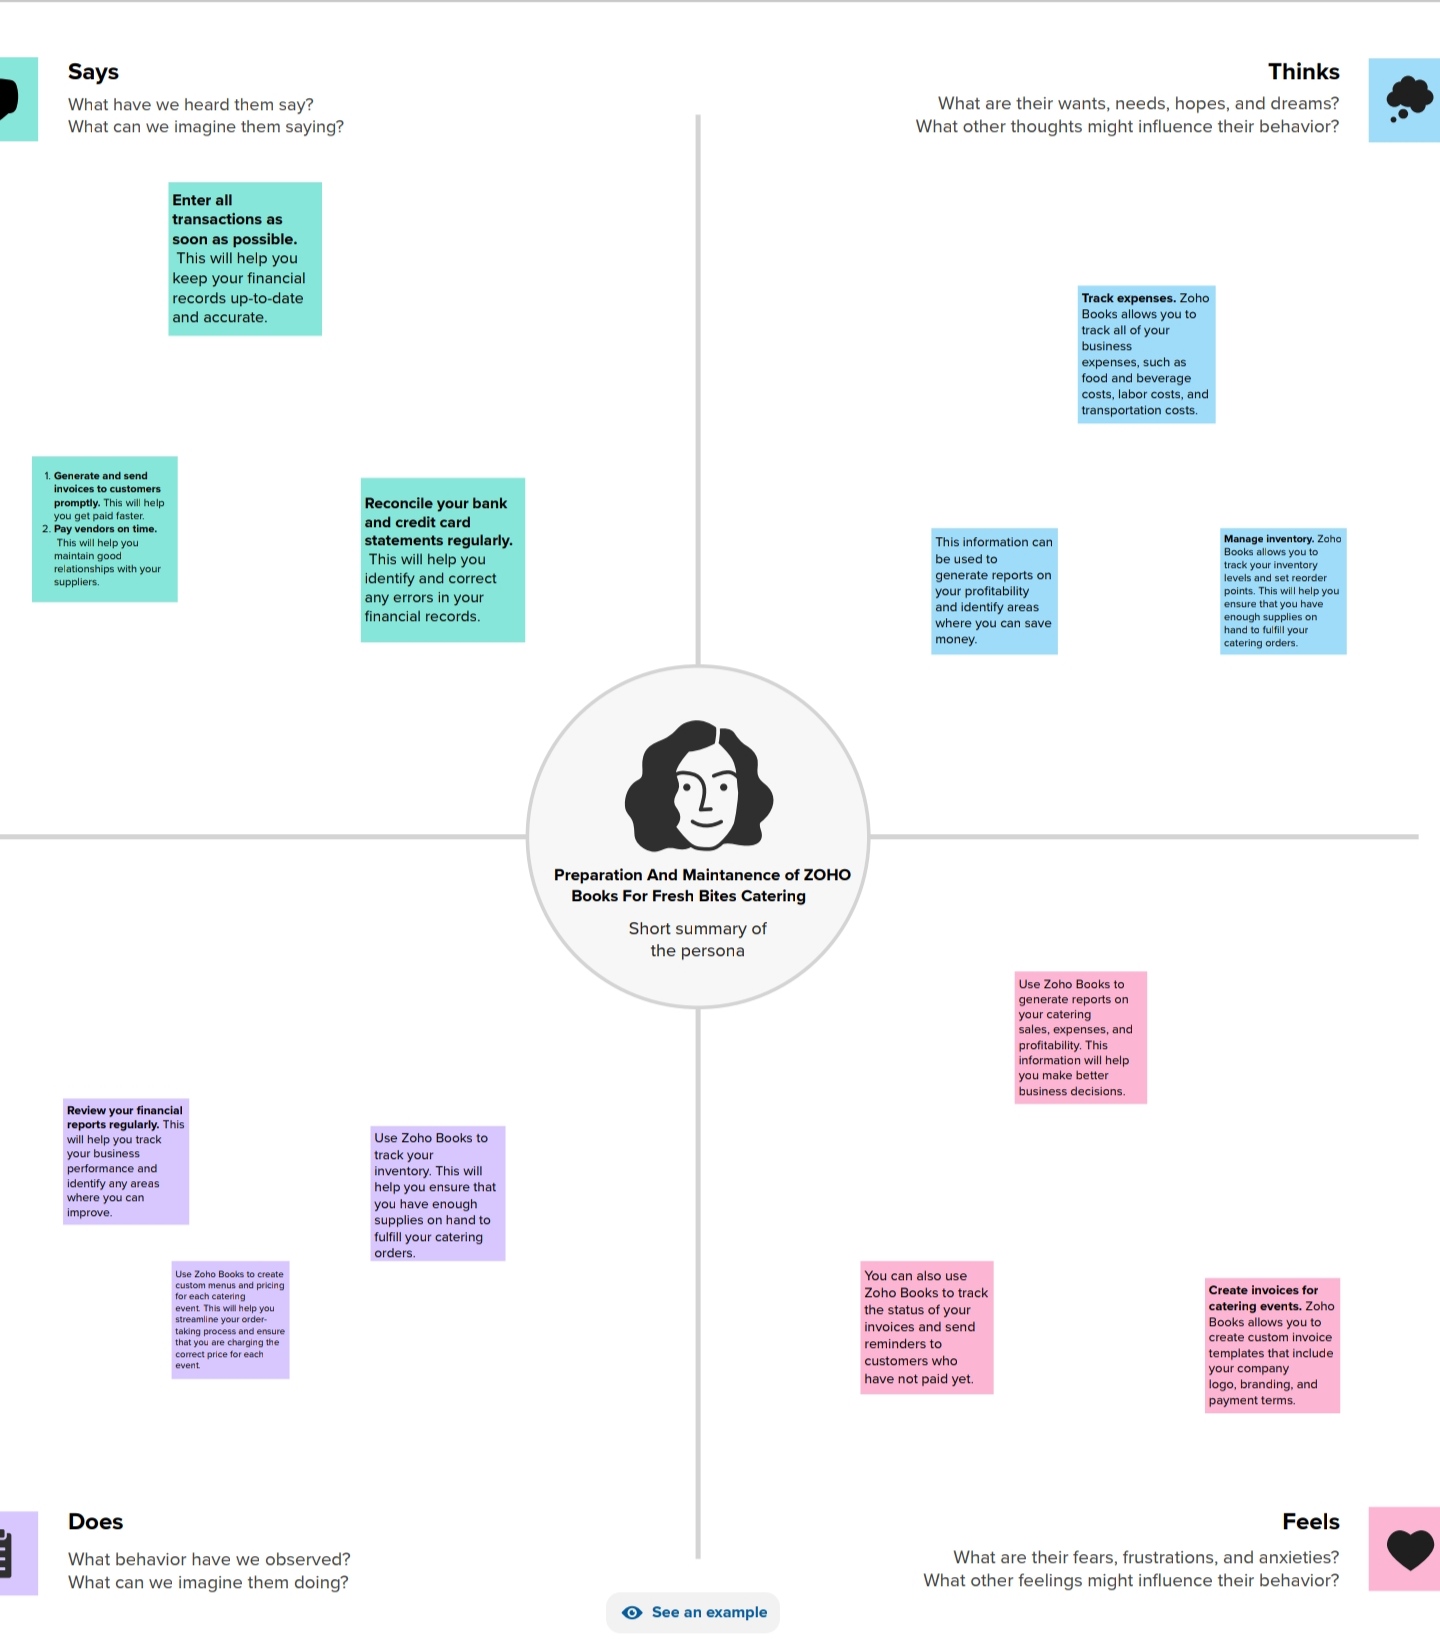 Says
What have we heard them say?
What can we imagine them saying?
Thinks
What are their wants, needs, hopes, and dreams?
What other thoughts might influence their behavior?
Enter all
transactions as
soon as possible.
This will help you
keep your financial
records up-to-date
and accurate.
Track expenses. Zoho
Books allows you to
track all of your
business
expenses, such as
food and beverage
costs, labor costs, and
transportation costs.
1. Generate and send
invoices to customers
promptly. This will help
you get paid faster.
2. Pay vendors on time.
This will help you
maintain good
relationships with your
suppliers.
Reconcile your bank
and credit card
statements regularly.
This will help you
identify and correct
any errors in your
financial records.
This information can
be used to
generate reports on
your profitability
and identify areas
where you can save
money.
Manage inventory. Zoho
Books allows you to
track your inventory
levels and set reorder
points. This will help you
ensure that you have
enough supplies on
hand to fulfill your
catering orders.
Preparation And Maintanence of ZOHO
Books For Fresh Bites Catering
Short summary of
the persona
Review your financial
reports regularly. This
will help you track
your business
performance and
identify any areas
where you can
improve.
Use Zoho Books to
track your
inventory. This will
help you ensure that
you have enough
supplies on hand to
fulfill your catering
orders.
Use Zoho Books to create
custom menus and pricing
for each catering
event. This will help you
streamline your order-
taking process and ensure
that you are charging the
correct price for each
event.
Use Zoho Books to
generate reports on
your catering
sales, expenses, and
profitability. This
information will help
you make better
business decisions.
You can also use
Zoho Books to track
the status of your
invoices and send
reminders to
customers who
have not paid yet.
Create invoices for
catering events. Zoho
Books allows you to
create custom invoice
templates that include
your company
logo, branding, and
payment terms.
Does
What behavior have we observed?
What can we imagine them doing?
Feels
What are their fears, frustrations, and anxieties?
What other feelings might influence their behavior?
See an example